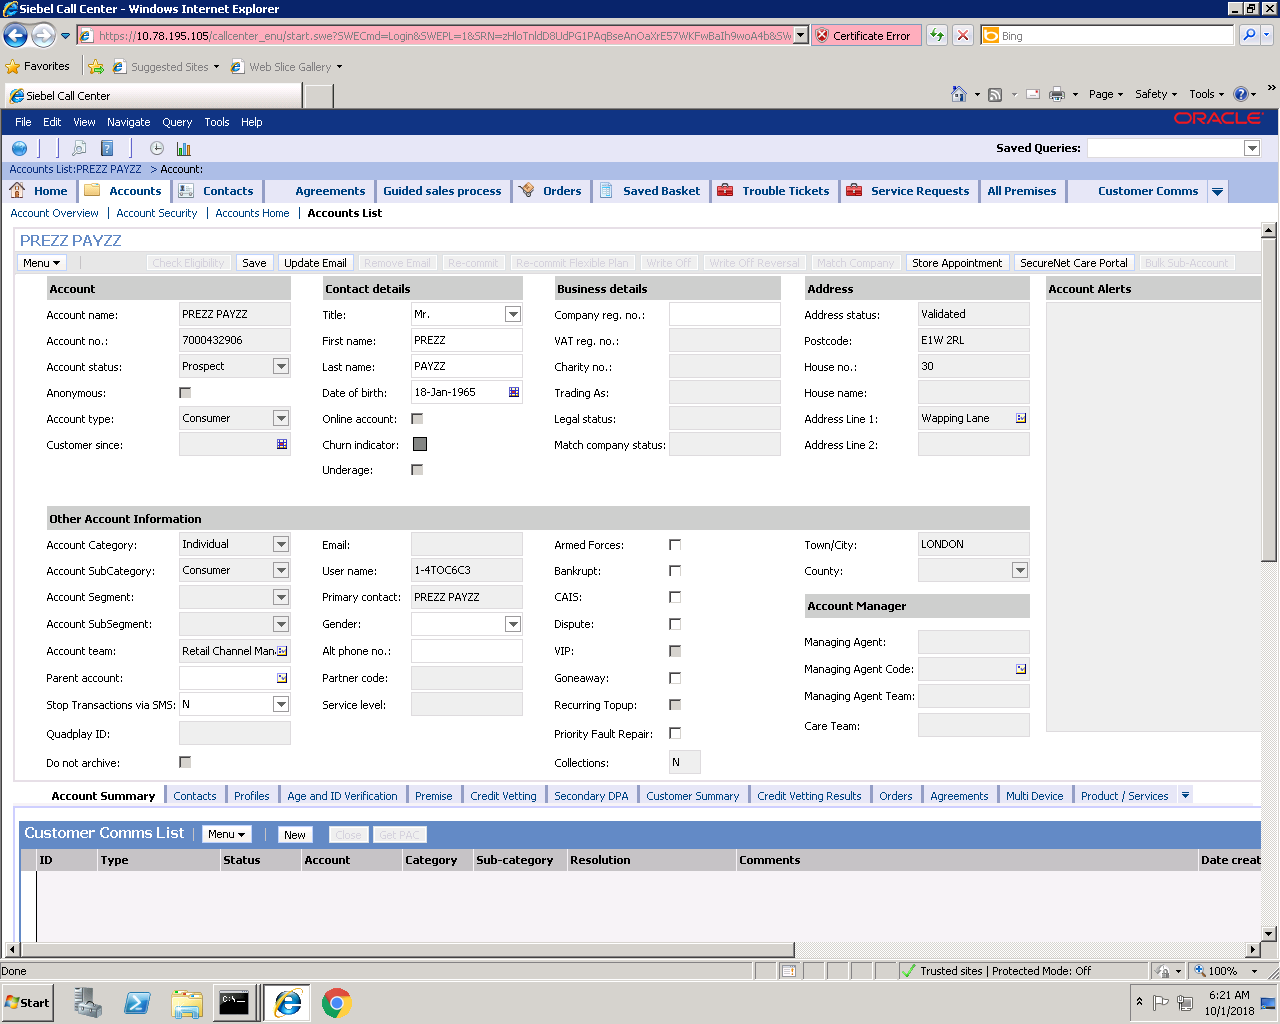 Siebel Call Center - Windows Internet Explorer
https://10.78.195.105/callcenter_enu/start.swe?SWECmd=Login&SWEPL=1&SRN=
Certificate Error
Bing
Favorites
Suggested Sites
Web Slice Gallery
Siebel Call Center
Page Safety Tools
File Edit View Navigate Query Tools Help
ORACLE
Saved Queries:
Accounts List:PREZZ PAYZZ > Account:
Home Accounts Contacts Agreements Guided sales process Orders Saved Basket Trouble Tickets Service Requests All Premises Customer Comms
Account Overview | Account Security | Accounts Home | Accounts List
PREZZ PAYZZ
Menu Check Eligibility Save Update Email Remove Email Re-commit Re-commit Flexible Plan Write Off Write Off Reversal Match Company Store Appointment SecureNet Care Portal Bulk Sub-Account
Account Contact details Business details Address Account Alerts
Account name: PREZZ PAYZZ Title: Mr. Company reg. no.: Address status: Validated
Account no.: 7000432906 First name: PREZZ VAT reg. no.: Postcode: E1W 2RL
Account status: Prospect Last name: PAYZZ Charity no.: House no.: 30
Anonymous: Date of birth: 18-Jan-1965 Trading As: House name:
Account type: Consumer Online account: Legal status: Address Line 1: Wapping Lane
Customer since: Churn indicator: Match company status: Address Line 2:
Underage:
Other Account Information
Account Category: Individual Email: Armed Forces: Town/City: LONDON
Account SubCategory: Consumer User name: 1-4TOC6C3 Bankrupt: County:
Account Segment: Primary contact: PREZZ PAYZZ CAIS: Account Manager
Account SubSegment: Gender: Dispute:
Account team: Retail Channel Man Alt phone no.: VIP: Managing Agent:
Parent account: Partner code: Goneaway: Managing Agent Code:
Stop Transactions via SMS: N Service level: Recurring Topup: Managing Agent Team:
Quadplay ID: Priority Fault Repair: Care Team:
Do not archive: Collections: N
Account Summary Contacts Profiles Age and ID Verification Premise Credit Vetting Secondary DPA Customer Summary Credit Vetting Results Orders Agreements Multi Device Product / Services
Customer Comms List Menu New Close Get PAC
ID Type Status Account Category Sub-category Resolution Comments Date creat
Done
Trusted sites | Protected Mode: Off
100%
Start
C:\.
6:21 AM
10/1/2018